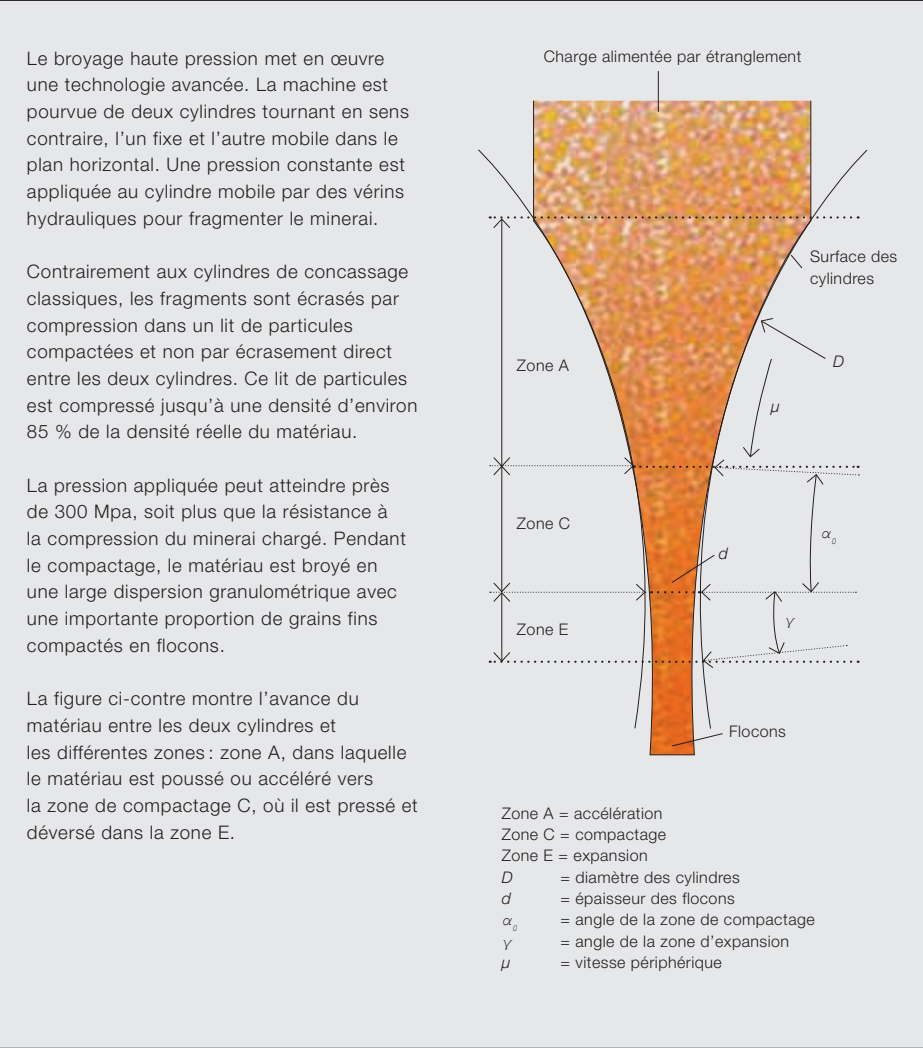 Le broyage haute pression met en œuvre
une technologie avancée. La machine est
pourvue de deux cylindres tournant en sens
contraire, l’un fixe et l’autre mobile dans le
plan horizontal. Une pression constante est
appliquée au cylindre mobile par des vérins
hydrauliques pour fragmenter le minerai.
Contrairement aux cylindres de concassage
classiques, les fragments sont écrasés par
compression dans un lit de particules
compactées et non par écrasement direct
entre les deux cylindres. Ce lit de particules
est compressé jusqu’à une densité d’environ
85 % de la densité réelle du matériau.
La pression appliquée peut atteindre près
de 300 Mpa, soit plus que la résistance à
la compression du minerai chargé. Pendant
le compactage, le matériau est broyé en
une large dispersion granulométrique avec
une importante proportion de grains fins
compactés en flocons.
La figure ci-contre montre l’avance du
matériau entre les deux cylindres et
les différentes zones : zone A, dans laquelle
le matériau est poussé ou accéléré vers
la zone de compactage C, où il est pressé et
déversé dans la zone E.
Charge alimentée par étranglement
Surface des
cylindres
Zone A
D
μ
Zone C
α₀
d
Zone E
γ
Flocons
Zone A = accélération
Zone C = compactage
Zone E = expansion
D = diamètre des cylindres
d = épaisseur des flocons
α₀ = angle de la zone de compactage
γ = angle de la zone d’expansion
μ = vitesse périphérique